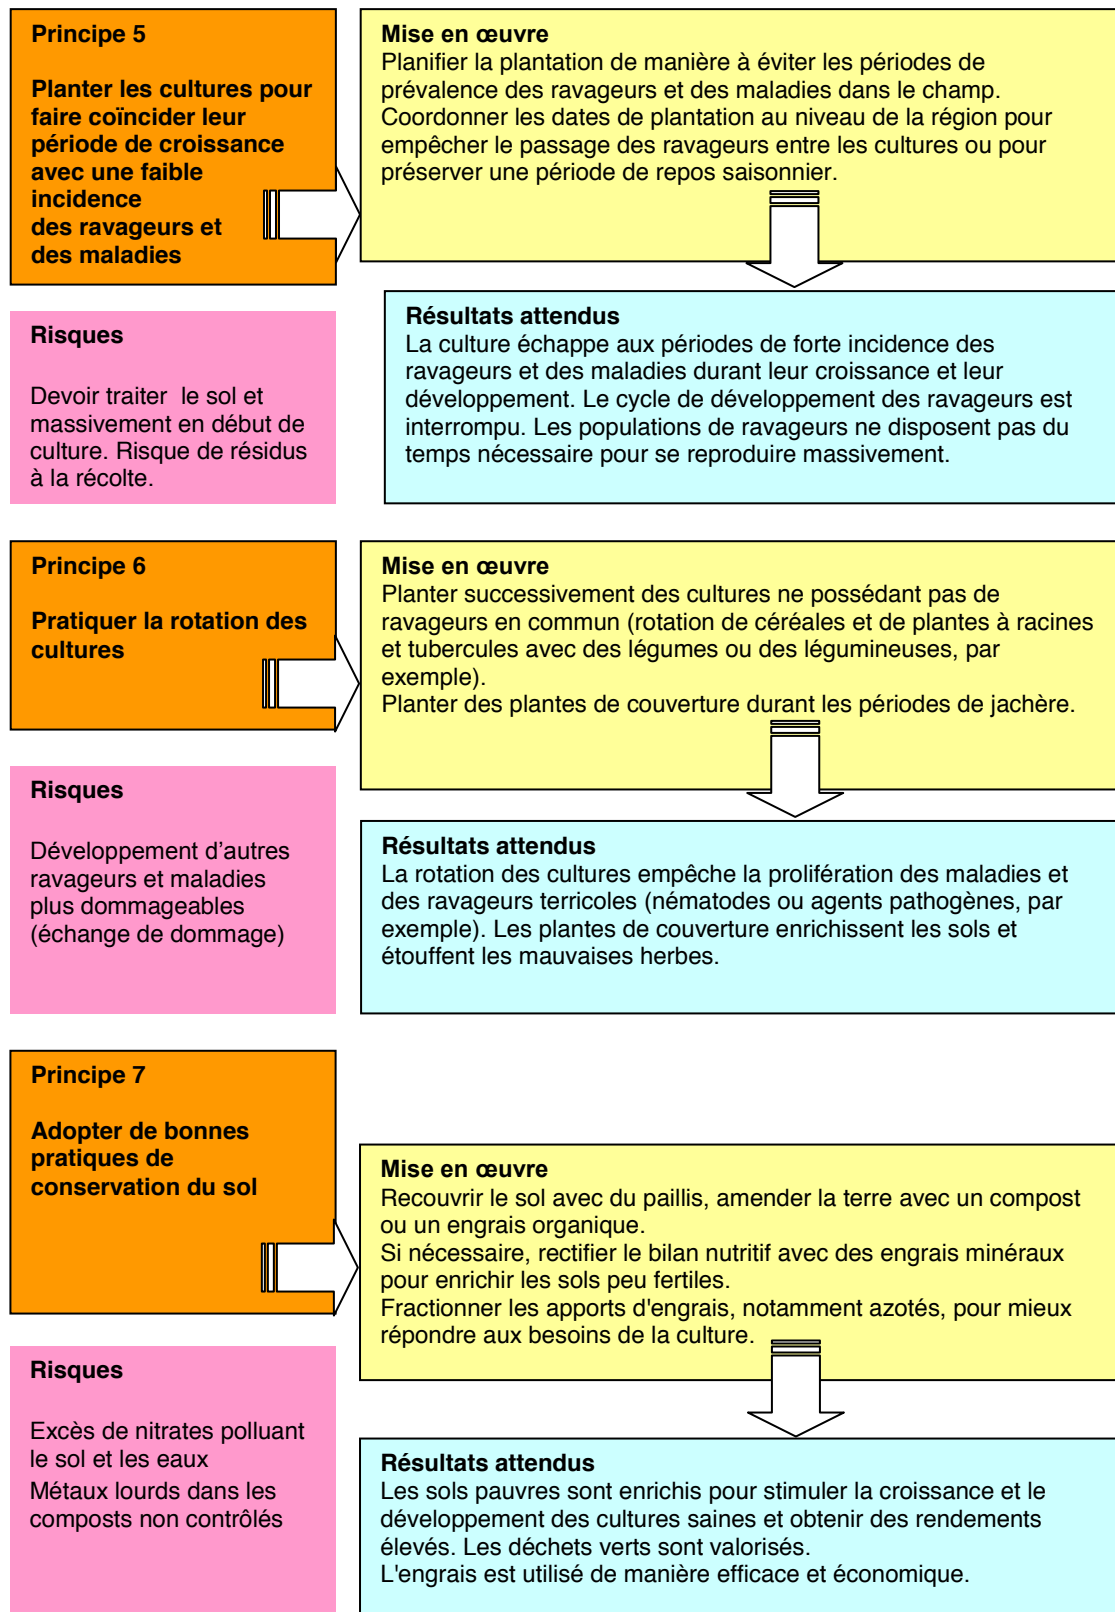 Principe 5
Planter les cultures pour
faire coïncider leur
période de croissance
avec une faible
incidence
des ravageurs et
des maladies
Mise en œuvre
Planifier la plantation de manière à éviter les périodes de
prévalence des ravageurs et des maladies dans le champ.
Coordonner les dates de plantation au niveau de la région pour
empêcher le passage des ravageurs entre les cultures ou pour
préserver une période de repos saisonnier.
Risques
Devoir traiter le sol et
massivement en début de
culture. Risque de résidus
à la récolte.
Résultats attendus
La culture échappe aux périodes de forte incidence des
ravageurs et des maladies durant leur croissance et leur
développement. Le cycle de développement des ravageurs est
interrompu. Les populations de ravageurs ne disposent pas du
temps nécessaire pour se reproduire massivement.
Principe 6
Pratiquer la rotation des
cultures
Mise en œuvre
Planter successivement des cultures ne possédant pas de
ravageurs en commun (rotation de céréales et de plantes à racines
et tubercules avec des légumes ou des légumineuses, par
exemple).
Planter des plantes de couverture durant les périodes de jachère.
Risques
Développement d’autres
ravageurs et maladies
plus dommageables
(échange de dommage)
Résultats attendus
La rotation des cultures empêche la prolifération des maladies et
des ravageurs terricoles (nématodes ou agents pathogènes, par
exemple). Les plantes de couverture enrichissent les sols et
étouffent les mauvaises herbes.
Principe 7
Adopter de bonnes
pratiques de
conservation du sol
Mise en œuvre
Recouvrir le sol avec du paillis, amender la terre avec un compost
ou un engrais organique.
Si nécessaire, rectifier le bilan nutritif avec des engrais minéraux
pour enrichir les sols peu fertiles.
Fractionner les apports d'engrais, notamment azotés, pour mieux
répondre aux besoins de la culture.
Risques
Excès de nitrates polluant
le sol et les eaux
Métaux lourds dans les
composts non contrôlés
Résultats attendus
Les sols pauvres sont enrichis pour stimuler la croissance et le
développement des cultures saines et obtenir des rendements
élevés. Les déchets verts sont valorisés.
L'engrais est utilisé de manière efficace et économique.